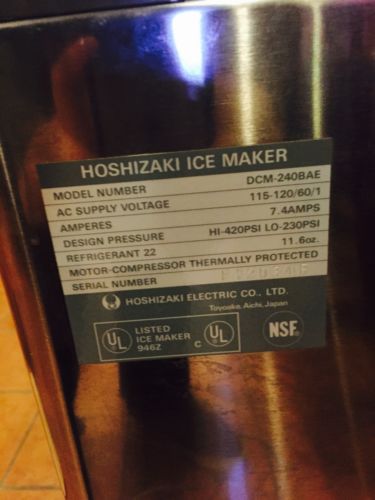 HOSHIZAKI ICE MAKER
MODEL NUMBER DCM-240BAE
AC SUPPLY VOLTAGE 115-120/60/1
AMPERES 7.4AMPS
DESIGN PRESSURE HI-420PSI LO-230PSI
REFRIGERANT 22 11.6oz.
MOTOR-COMPRESSOR THERMALLY PROTECTED
SERIAL NUMBER
HOSHIZAKI ELECTRIC CO., LTD.
Toyoake, Aichi, Japan
UL LISTED ICE MAKER 946Z C UL NSF